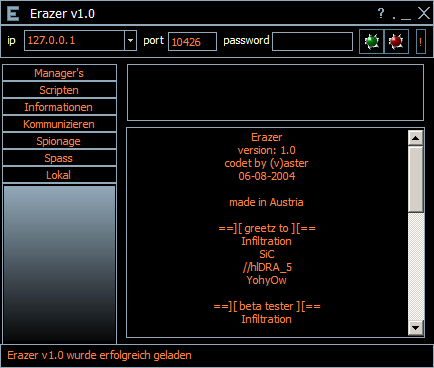 E Erazer v1.0 ? . _ X
ip 127.0.0.1 port 10426 password !
Manager's
Scripten
Informationen
Kommunizieren
Spionage
Spass
Lokal
Erazer
version: 1.0
codet by (v)aster
06-08-2004
made in Austria
==][ greetz to ][==
Infiltration
SiC
//hlDRA_5
YohyOw
==][ beta tester ][==
Infiltration
Erazer v1.0 wurde erfolgreich geladen